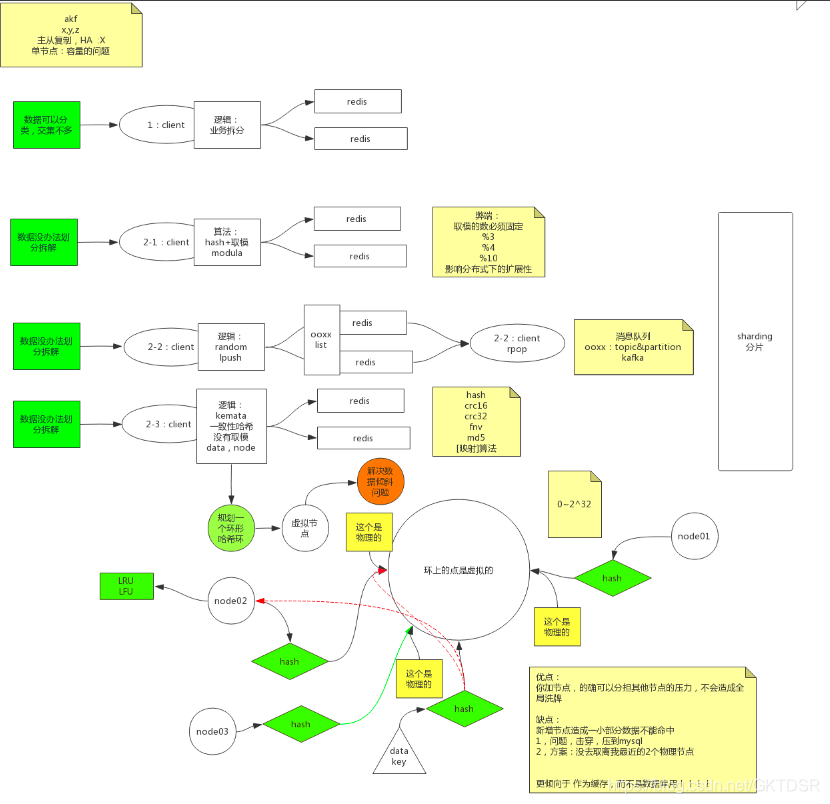 akf
x,y,z
主从复制，HA X
单节点：容量的问题
数据可以分
类，交集不多
1：client
逻辑：
业务拆分
redis
redis
数据没办法划
分拆解
2-1：client
算法：
hash+取模
modula
redis
redis
弊端：
取模的数必须固定
%3
%4
%10
影响分布式下的扩展性
sharding
分片
数据没办法划
分拆解
2-2：client
逻辑：
random
lpush
ooxx
list
redis
redis
2-2：client
rpop
消息队列
ooxx：topic&partition
kafka
数据没办法划
分拆解
2-3：client
逻辑：
kemata
一致性哈希
没有取模
data，node
redis
redis
hash
crc16
crc32
fnv
md5
[映射]算法
规划一
个环形
哈希环
虚拟节
点
解决数
据倾斜
问题
这个是
物理的
环上的点是虚拟的
0~2^32
node01
hash
这个是
物理的
LRU
LFU
node02
hash
这个是
物理的
node03
hash
hash
data
key
优点：
你加节点，的确可以分担其他节点的压力，不会造成全
局洗牌
缺点：
新增节点造成一小部分数据不能命中
1，问题，击穿，压到mysql
2，方案：没去取离我最近的2个物理节点
更倾向于 作为缓存，而不是数据库用！！！！